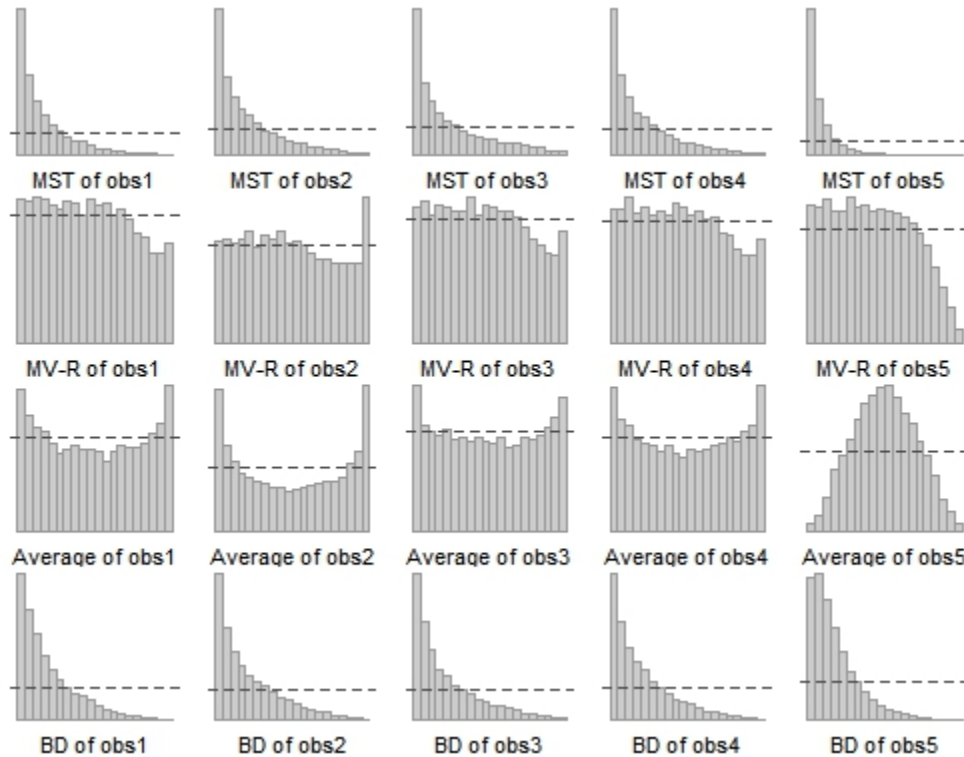 MST of obs1 MST of obs2 MST of obs3 MST of obs4 MST of obs5
MV-R of obs1 MV-R of obs2 MV-R of obs3 MV-R of obs4 MV-R of obs5
Average of obs1 Average of obs2 Average of obs3 Average of obs4 Average of obs5
BD of obs1 BD of obs2 BD of obs3 BD of obs4 BD of obs5